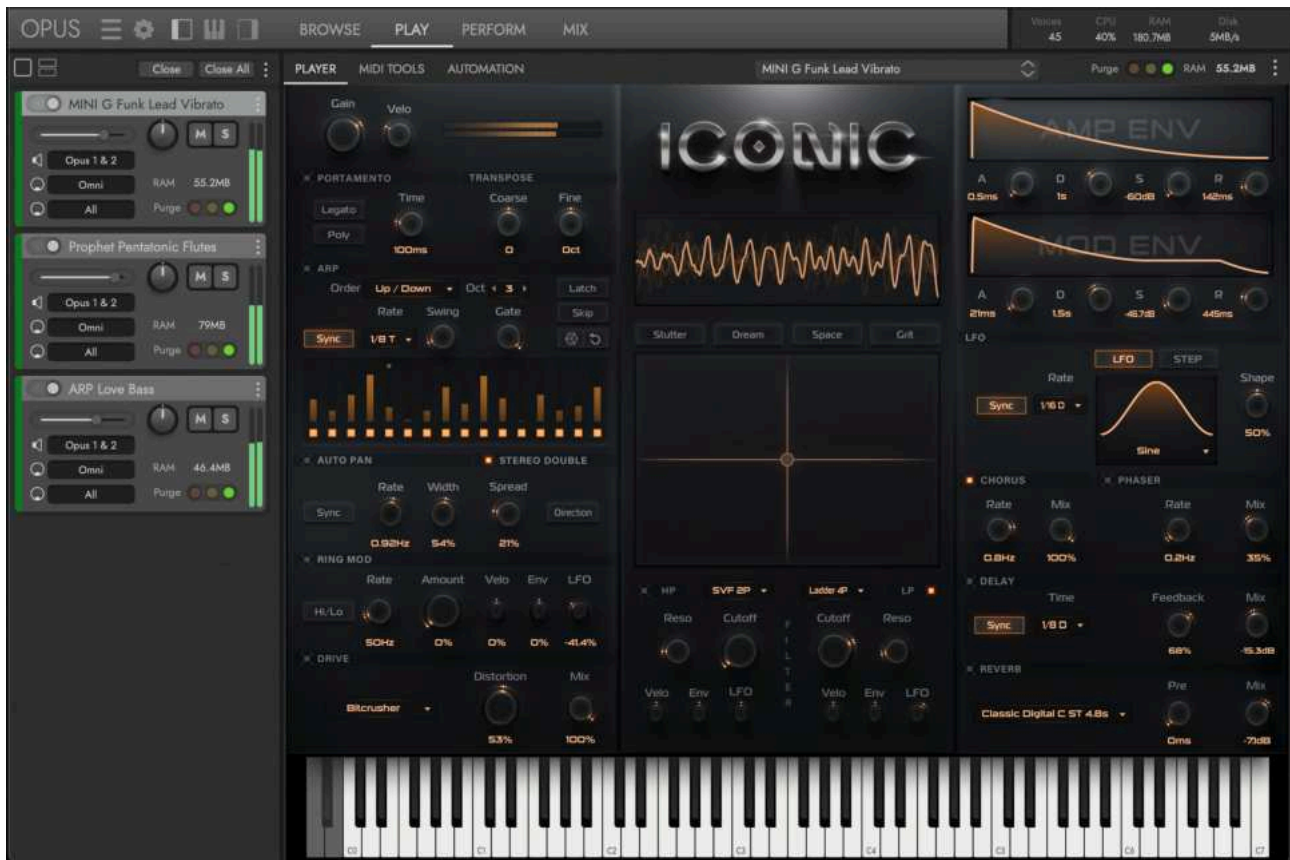 OPUS BROWSE PLAY PERFORM MIX
Voices CPU RAM Disk
45 40% 180.7MB 5MB/s
Close Close All
PLAYER MIDI TOOLS AUTOMATION MINI G Funk Lead Vibrato Purge RAM 55.2MB
MINI G Funk Lead Vibrato
M S
Opus 1 & 2
Omni RAM 55.2MB
All Purge
Prophet Pentatonic Flutes
M S
Opus 1 & 2
Omni RAM 79MB
All Purge
ARP Love Bass
M S
Opus 1 & 2
Omni RAM 46.4MB
All Purge
Gain Velo
PORTAMENTO TRANSPOSE
Legato Time Coarse Fine
Poly
100ms 0 0ct
ARP
Order Up / Down Oct 3 Latch
Rate Swing Gate Skip
Sync 1/8 T
AUTO PAN STEREO DOUBLE
Rate Width Spread
Sync Direction
0.92Hz 54% 21%
RING MOD
Rate Amount Velo Env LFO
Hi/Lo
50Hz 0% 0% 0% -41.4%
DRIVE
Distortion Mix
Bitcrusher
53% 100%
ICONIC
Stutter Dream Space Grit
HP SVF 2P Ladder 4P LP
Reso Cutoff Cutoff Reso
FILTER
Velo Env LFO Velo Env LFO
AMP ENV
A D S R
0.5ms 1s -60dB 142ms
MOD ENV
A D S R
21ms 1.5s -46.7dB 445ms
LFO
LFO STEP
Rate Shape
Sync 1/16 D
50%
Sine
CHORUS PHASER
Rate Mix Rate Mix
0.8Hz 100% 0.2Hz 35%
DELAY
Time Feedback Mix
Sync 1/8 D
68% -15.3dB
REVERB
Pre Mix
Classic Digital C ST 4.8s
0ms -7.1dB
C0 C1 C2 C3 C4 C5 C6 C7